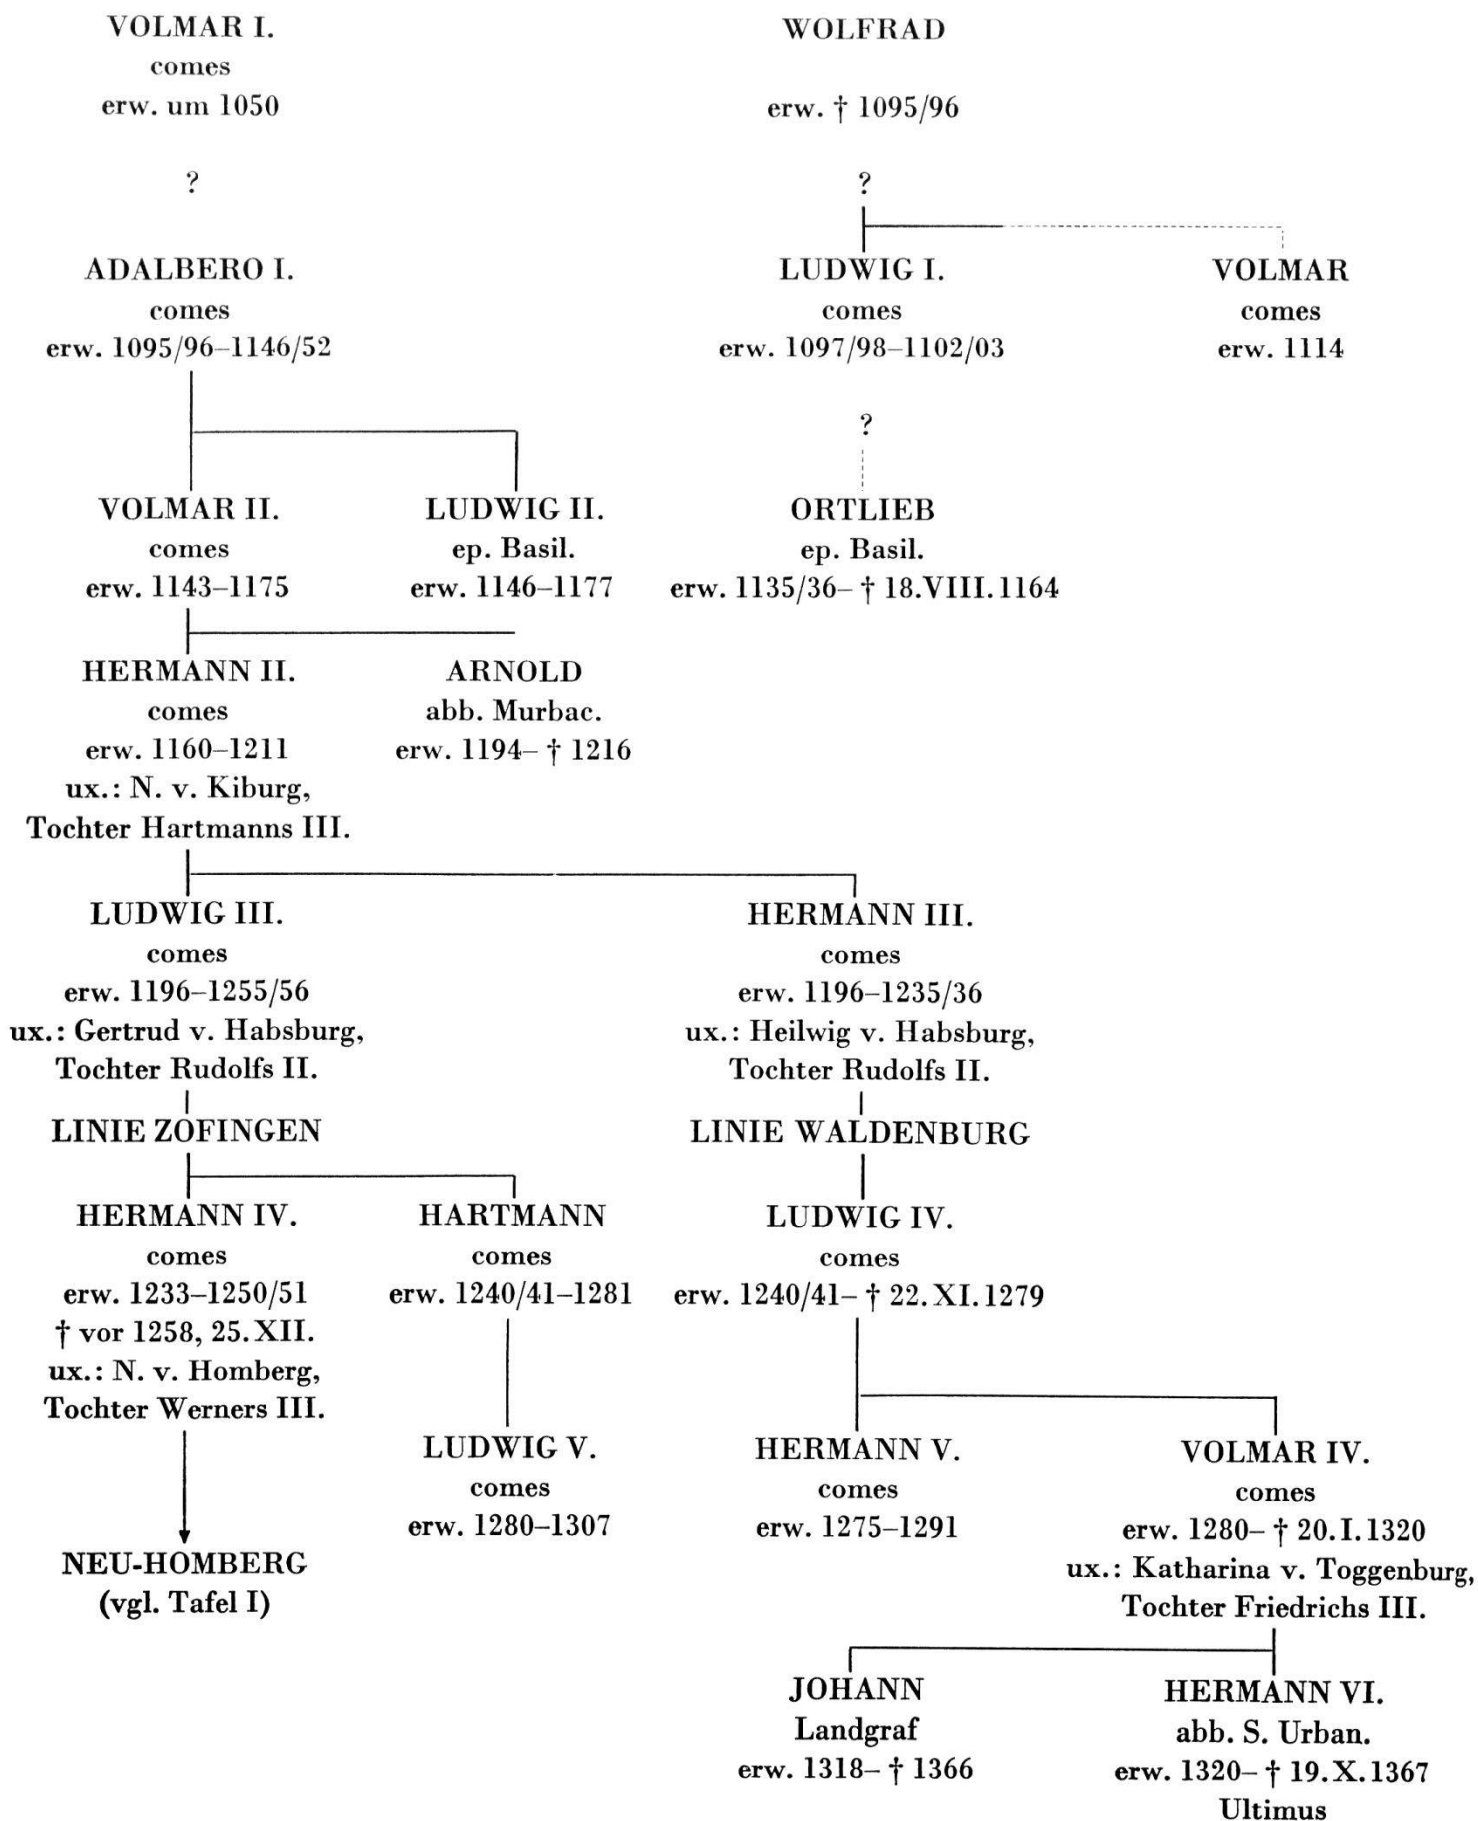 VOLMAR I.
comes
erw. um 1050
WOLFRAD
erw. † 1095/96
?
?
ADALBERO I.
comes
erw. 1095/96–1146/52
LUDWIG I.
comes
erw. 1097/98–1102/03
VOLMAR
comes
erw. 1114
?
VOLMAR II.
comes
erw. 1143–1175
LUDWIG II.
ep. Basil.
erw. 1146–1177
ORTLIEB
ep. Basil.
erw. 1135/36– † 18.VIII.1164
HERMANN II.
comes
erw. 1160–1211
ux.: N. v. Kiburg,
Tochter Hartmanns III.
ARNOLD
abb. Murbac.
erw. 1194– † 1216
LUDWIG III.
comes
erw. 1196–1255/56
ux.: Gertrud v. Habsburg,
Tochter Rudolfs II.
HERMANN III.
comes
erw. 1196–1235/36
ux.: Heilwig v. Habsburg,
Tochter Rudolfs II.
LINIE ZOFINGEN
LINIE WALDENBURG
HERMANN IV.
comes
erw. 1233–1250/51
† vor 1258, 25.XII.
ux.: N. v. Homberg,
Tochter Werners III.
HARTMANN
comes
erw. 1240/41–1281
LUDWIG IV.
comes
erw. 1240/41– † 22.XI.1279
LUDWIG V.
comes
erw. 1280–1307
HERMANN V.
comes
erw. 1275–1291
VOLMAR IV.
comes
erw. 1280– † 20.I.1320
ux.: Katharina v. Toggenburg,
Tochter Friedrichs III.
NEU-HOMBERG
(vgl. Tafel I)
JOHANN
Landgraf
erw. 1318– † 1366
HERMANN VI.
abb. S. Urban.
erw. 1320– † 19.X.1367
Ultimus